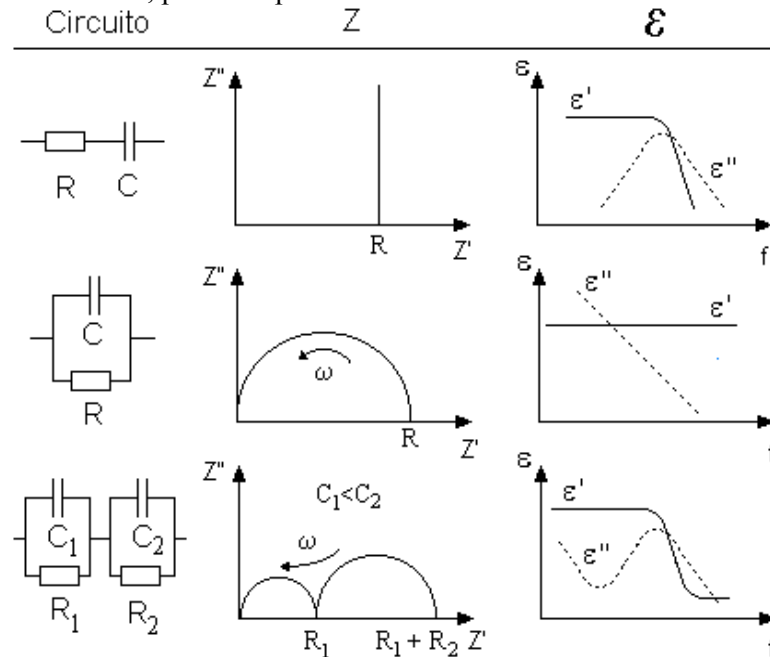 Circuito Z ε
R C
Z" R Z'
ε ε' ε" f
C R
Z" ω R Z'
ε ε" ε'
C₁ C₂ R₁ R₂
Z" C₁<C₂ ω R₁ R₁ + R₂ Z'
ε ε' ε"